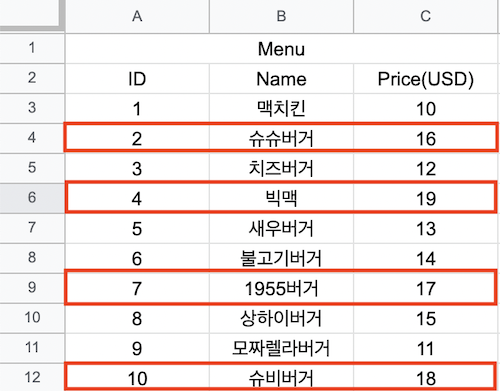 A B C
1 Menu
2 ID Name Price(USD)
3 1 맥치킨 10
4 2 슈슈버거 16
5 3 치즈버거 12
6 4 빅맥 19
7 5 새우버거 13
8 6 불고기버거 14
9 7 1955버거 17
10 8 상하이버거 15
11 9 모짜렐라버거 11
12 10 슈비버거 18